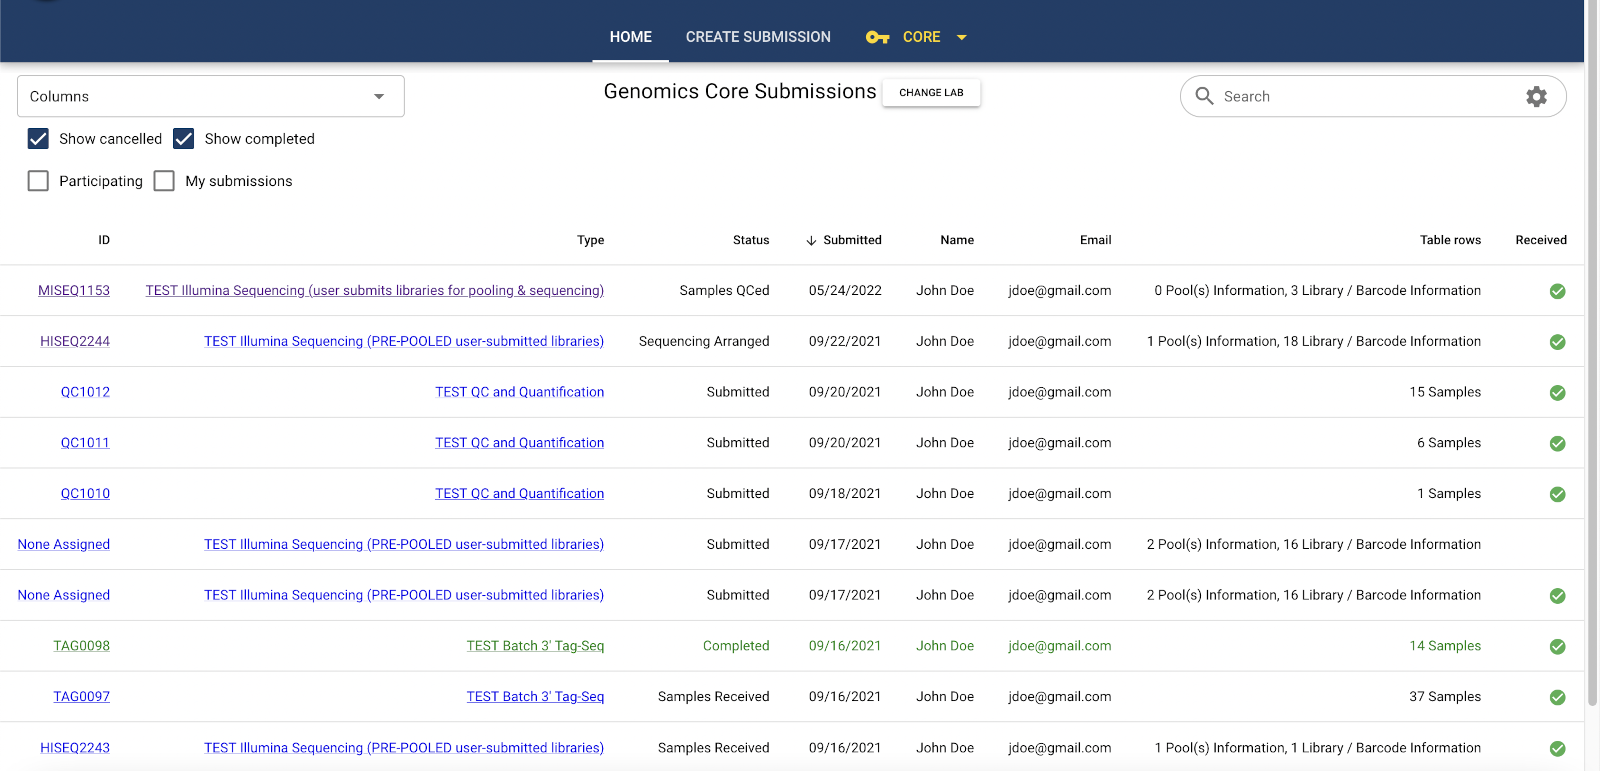 HOME CREATE SUBMISSION CORE
Columns
Genomics Core Submissions CHANGE LAB
Search
Show cancelled Show completed
Participating My submissions
ID Type Status Submitted Name Email Table rows Received
MISEQ1153 TEST Illumina Sequencing (user submits libraries for pooling & sequencing) Samples QCed 05/24/2022 John Doe jdoe@gmail.com 0 Pool(s) Information, 3 Library / Barcode Information
HISEQ2244 TEST Illumina Sequencing (PRE-POOLED user-submitted libraries) Sequencing Arranged 09/22/2021 John Doe jdoe@gmail.com 1 Pool(s) Information, 18 Library / Barcode Information
QC1012 TEST QC and Quantification Submitted 09/20/2021 John Doe jdoe@gmail.com 15 Samples
QC1011 TEST QC and Quantification Submitted 09/20/2021 John Doe jdoe@gmail.com 6 Samples
QC1010 TEST QC and Quantification Submitted 09/18/2021 John Doe jdoe@gmail.com 1 Samples
None Assigned TEST Illumina Sequencing (PRE-POOLED user-submitted libraries) Submitted 09/17/2021 John Doe jdoe@gmail.com 2 Pool(s) Information, 16 Library / Barcode Information
None Assigned TEST Illumina Sequencing (PRE-POOLED user-submitted libraries) Submitted 09/17/2021 John Doe jdoe@gmail.com 2 Pool(s) Information, 16 Library / Barcode Information
TAG0098 TEST Batch 3' Tag-Seq Completed 09/16/2021 John Doe jdoe@gmail.com 14 Samples
TAG0097 TEST Batch 3' Tag-Seq Samples Received 09/16/2021 John Doe jdoe@gmail.com 37 Samples
HISEQ2243 TEST Illumina Sequencing (PRE-POOLED user-submitted libraries) Samples Received 09/16/2021 John Doe jdoe@gmail.com 1 Pool(s) Information, 1 Library / Barcode Information